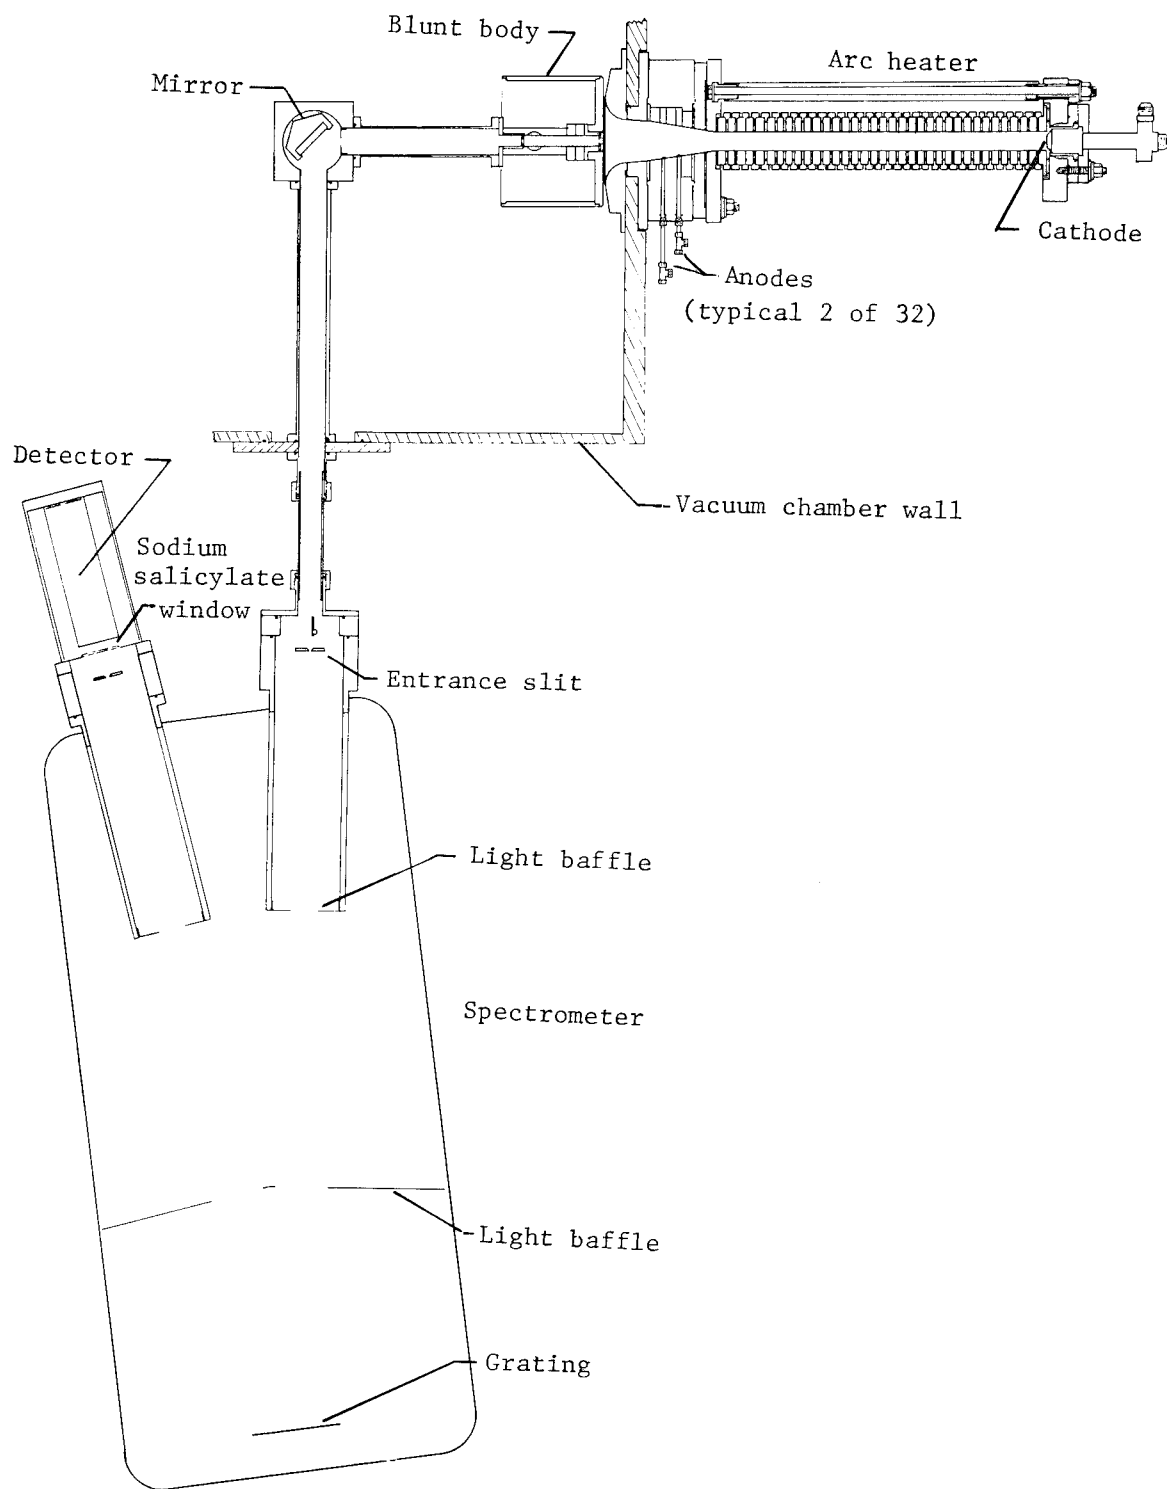 Blunt body
Arc heater
Mirror
Cathode
Anodes
(typical 2 of 32)
Detector
Vacuum chamber wall
Sodium
salicylate
window
Entrance slit
Light baffle
Spectrometer
Light baffle
Grating